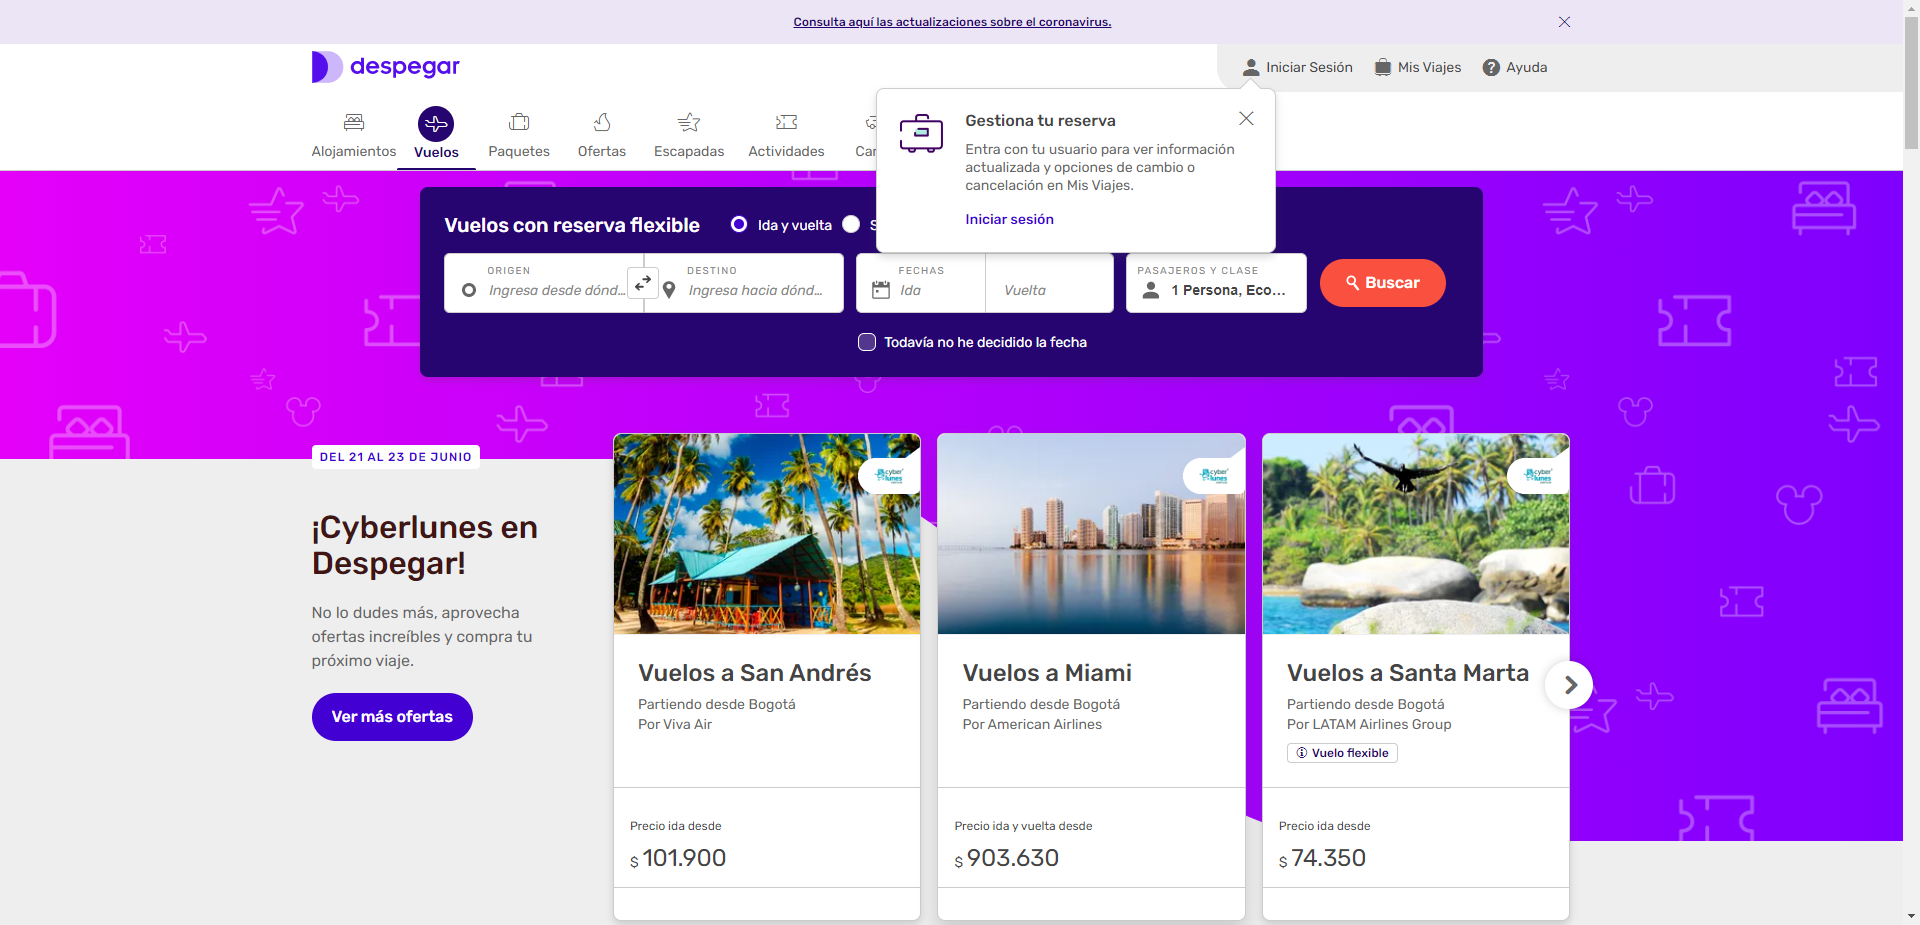 Consulta aquí las actualizaciones sobre el coronavirus.
despegar
Iniciar Sesión
Mis Viajes
Ayuda
Alojamientos
Vuelos
Paquetes
Ofertas
Escapadas
Actividades
Gestiona tu reserva
Entra con tu usuario para ver información
actualizada y opciones de cambio o
cancelación en Mis Viajes.
Iniciar sesión
Vuelos con reserva flexible
Ida y vuelta
ORIGEN
Ingresa desde dónd...
DESTINO
Ingresa hacia dónd...
FECHAS
Ida
Vuelta
PASAJEROS Y CLASE
1 Persona, Eco...
Buscar
Todavía no he decidido la fecha
DEL 21 AL 23 DE JUNIO
¡Cyberlunes en
Despegar!
No lo dudes más, aprovecha
ofertas increíbles y compra tu
próximo viaje.
Ver más ofertas
cyber
lunes
Vuelos a San Andrés
Partiendo desde Bogotá
Por Viva Air
Precio ida desde
$ 101.900
cyber
lunes
Vuelos a Miami
Partiendo desde Bogotá
Por American Airlines
Precio ida y vuelta desde
$ 903.630
cyber
lunes
Vuelos a Santa Marta
Partiendo desde Bogotá
Por LATAM Airlines Group
Vuelo flexible
Precio ida desde
$ 74.350